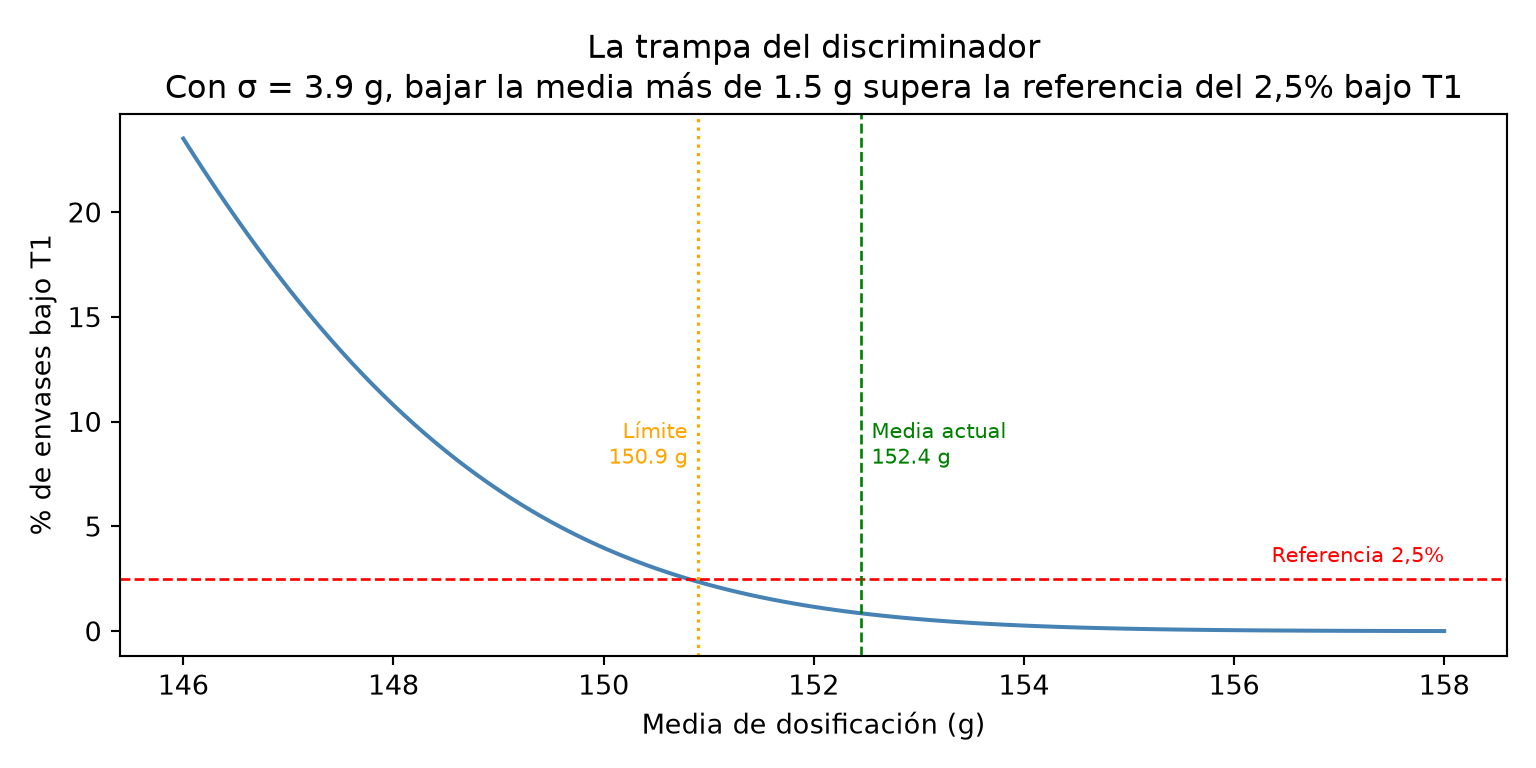 La trampa del discriminador
Con σ = 3.9 g, bajar la media más de 1.5 g supera la referencia del 2,5% bajo T1
% de envases bajo T1
20
15
10
5
0
Límite
150.9 g
Media actual
152.4 g
Referencia 2,5%
146
148
150
152
154
156
158
Media de dosificación (g)